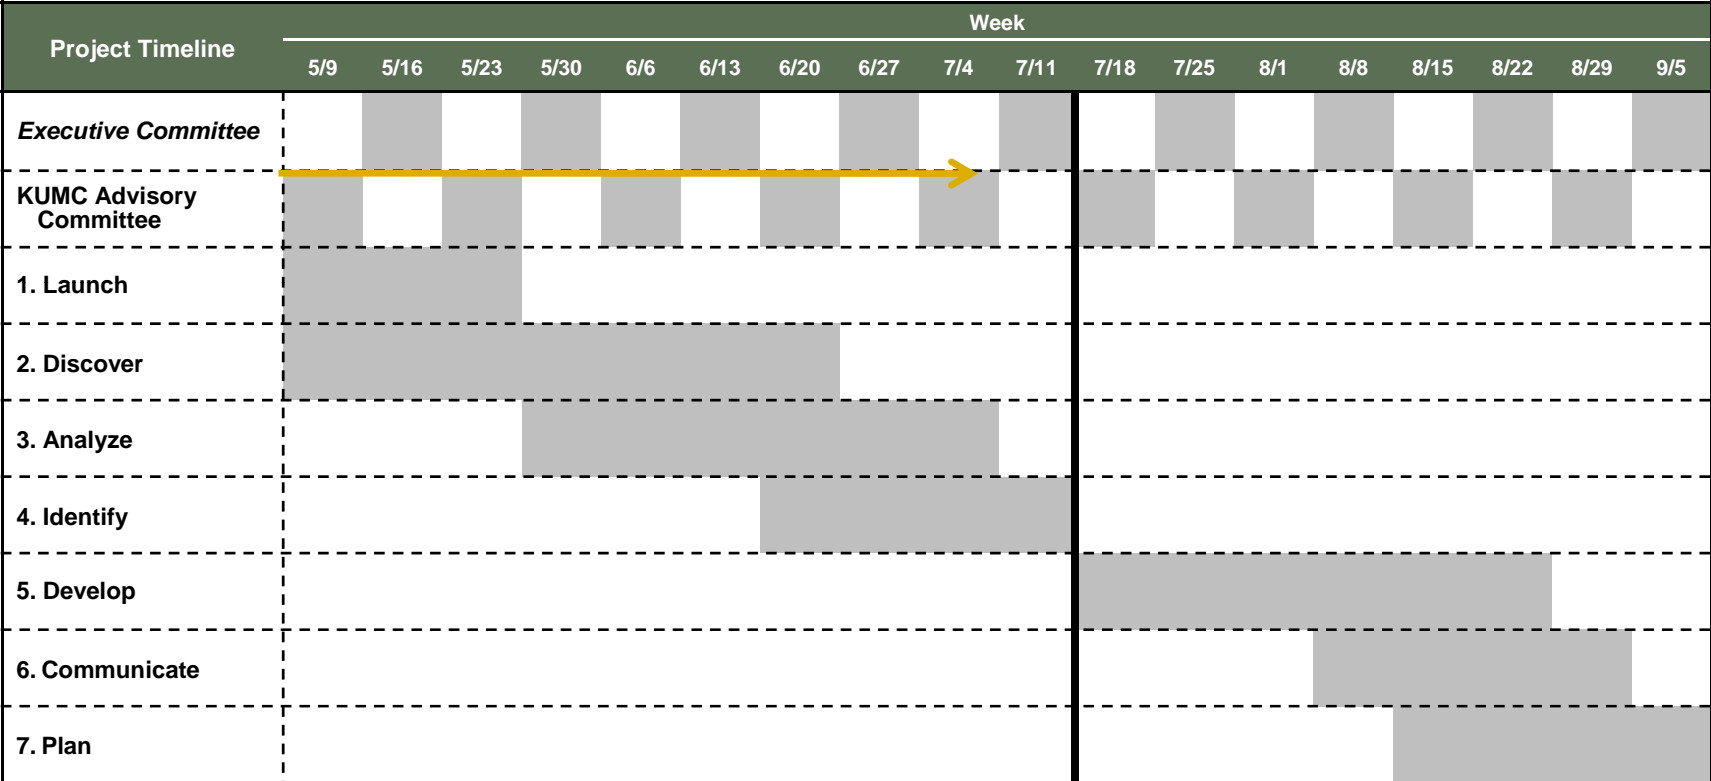 Week
Project Timeline
5/9 5/16 5/23 5/30 6/6 6/13 6/20 6/27 7/4 7/11 7/18 7/25 8/1 8/8 8/15 8/22 8/29 9/5
Executive Committee
KUMC Advisory
Committee
1. Launch
2. Discover
3. Analyze
4. Identify
5. Develop
6. Communicate
7. Plan